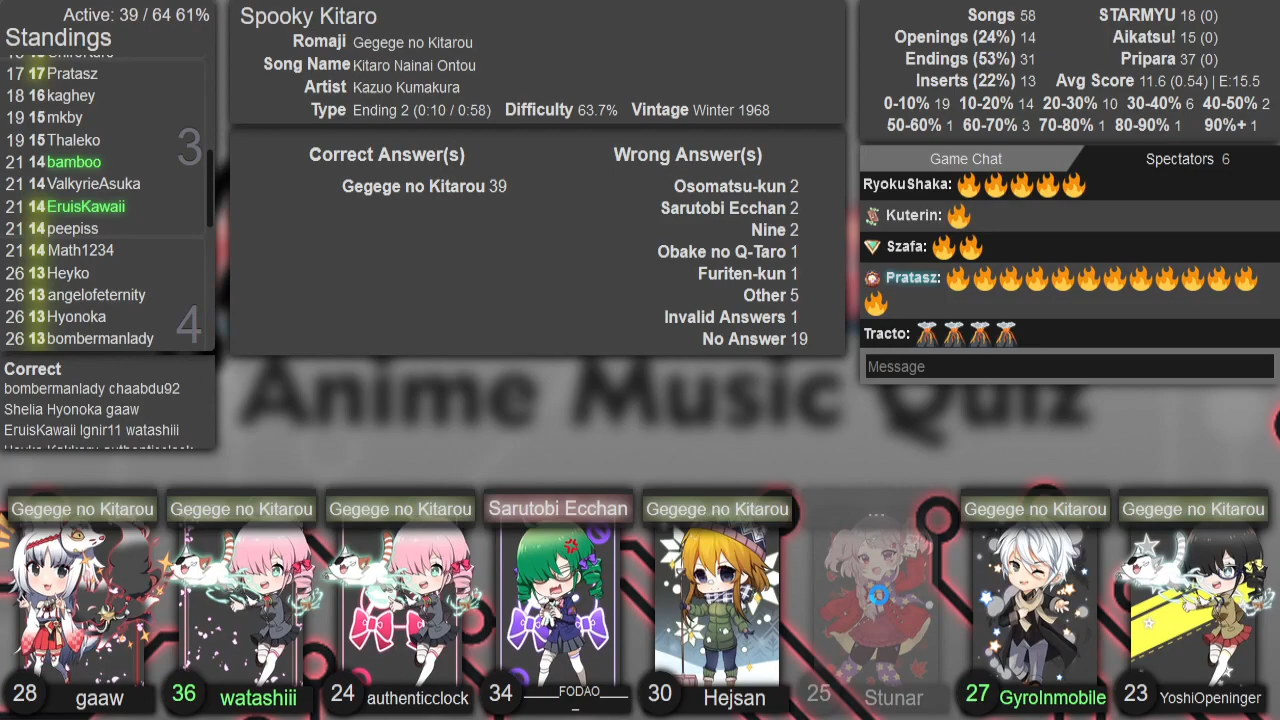 Active: 39 / 64 61%
Standings
17 17 Pratasz
18 16 kaghey
19 15 mkby
19 15 Thaleko
3
21 14 bamboo
21 14 ValkyrieAsuka
21 14 EruisKawaii
21 14 peepiss
21 14 Math1234
26 13 Heyko
26 13 angelofeternity
26 13 Hyonoka
4
26 13 bombermanlady
Correct
bombermanlady chaabdu92
Shelia Hyonoka gaaw
EruisKawaii Ignir11 watashiii
Spooky Kitaro
Romaji Gegege no Kitarou
Song Name Kitaro Nainai Ontou
Artist Kazuo Kumakura
Type Ending 2 (0:10 / 0:58) Difficulty 63.7% Vintage Winter 1968
Correct Answer(s)
Gegege no Kitarou 39
Wrong Answer(s)
Osomatsu-kun 2
Sarutobi Ecchan 2
Nine 2
Obake no Q-Taro 1
Furiten-kun 1
Other 5
Invalid Answers 1
No Answer 19
Songs 58 STARMYU 18 (0)
Openings (24%) 14 Aikatsu! 15 (0)
Endings (53%) 31 Pripara 37 (0)
Inserts (22%) 13 Avg Score 11.6 (0.54) | E:15.5
0-10% 19 10-20% 14 20-30% 10 30-40% 6 40-50% 2
50-60% 1 60-70% 3 70-80% 1 80-90% 1 90%+ 1
Game Chat Spectators 6
RyokuShaka:
Kuterin:
Szafa:
Pratasz:
Tracto:
Message
Anime Music Quiz
Gegege no Kitarou Gegege no Kitarou Gegege no Kitarou Sarutobi Ecchan Gegege no Kitarou ... Gegege no Kitarou Gegege no Kitarou
28 gaaw 36 watashiii 24 authenticclock 34 ____FODAO____ _ 30 Hejsan 25 Stunar 27 GyroInmobile 23 YoshiOpeninger